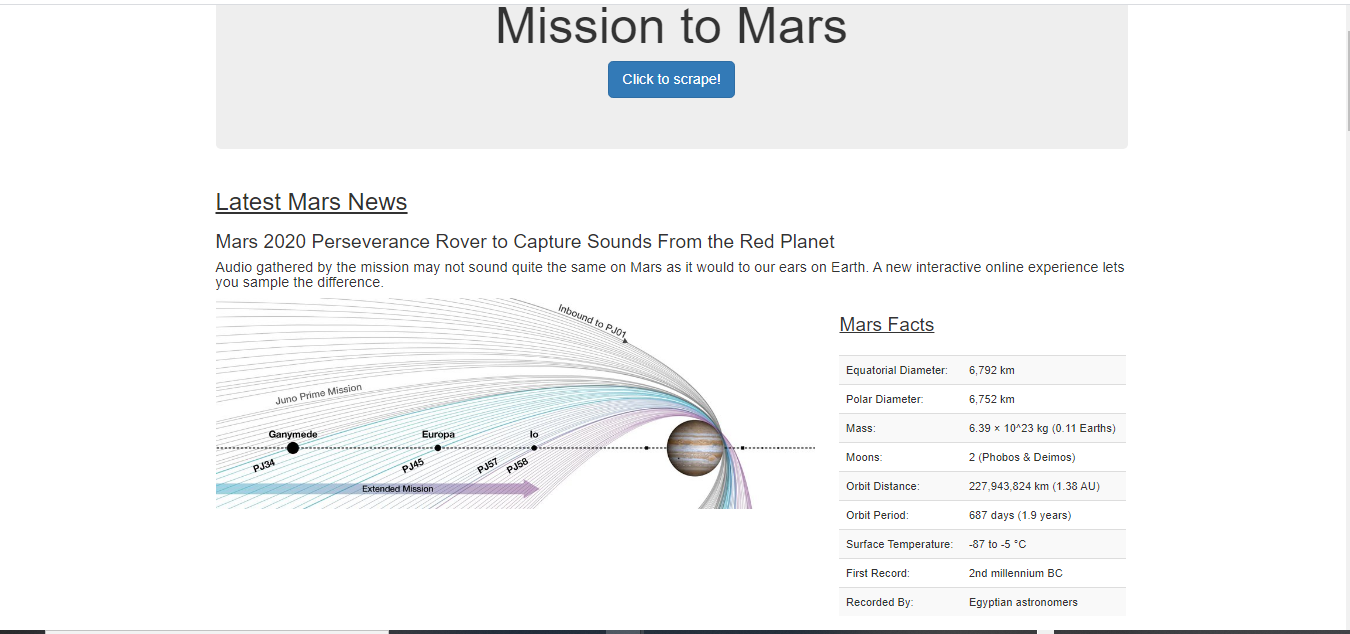 Mission to Mars
Click to scrape!
Latest Mars News
Mars 2020 Perseverance Rover to Capture Sounds From the Red Planet
Audio gathered by the mission may not sound quite the same on Mars as it would to our ears on Earth. A new interactive online experience lets
you sample the difference.
Inbound to PJ01
Juno Prime Mission
Ganymede
Europa
Io
PJ34
PJ45
PJ57
PJ58
Extended Mission
Mars Facts
Equatorial Diameter: 6,792 km
Polar Diameter: 6,752 km
Mass: 6.39 × 10^23 kg (0.11 Earths)
Moons: 2 (Phobos & Deimos)
Orbit Distance: 227,943,824 km (1.38 AU)
Orbit Period: 687 days (1.9 years)
Surface Temperature: -87 to -5 °C
First Record: 2nd millennium BC
Recorded By: Egyptian astronomers